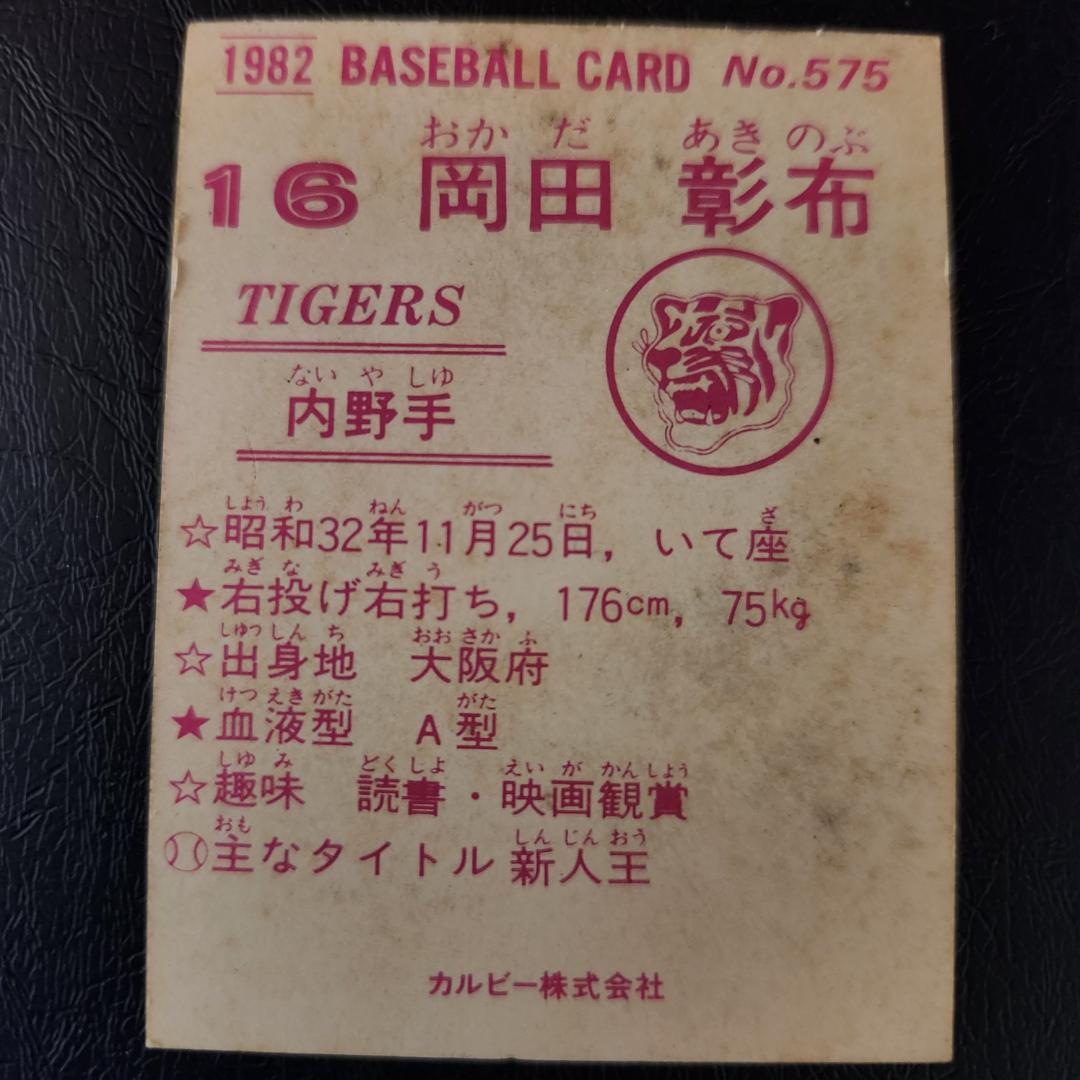 1982 BASEBALL CARD No.575
おか だ あき のぶ
16 岡田 彰布
TIGERS
ない や しゆ
内野手
しよう わ ねん がつ にち ざ
☆昭和32年11月25日, いて座
みぎ な みぎ う
★右投げ右打ち, 176cm, 75kg
しゆつ しん ち おお さか ふ
☆出身地 大阪府
けつ えき がた がた
★血液型 A型
しゆ み どく しよ えい が かん しよう
☆趣味 読書・映画観賞
おも しん じん おう
主なタイトル 新人王
カルビー株式会社